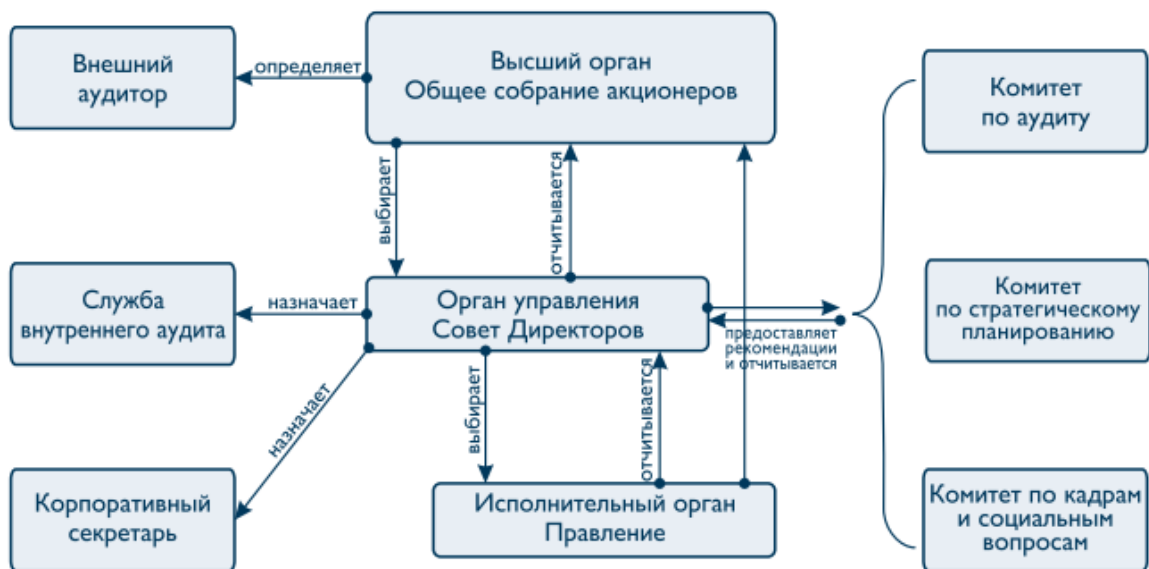 Внешний
аудитор
определяет
Высший орган
Общее собрание акционеров
Комитет
по аудиту
выбирает
отчитывается
Служба
внутреннего аудита
назначает
Орган управления
Совет Директоров
предоставляет
рекомендации
и отчитывается
Комитет
по стратегическому
планированию
назначает
выбирает
отчитывается
Корпоративный
секретарь
Исполнительный орган
Правление
Комитет по кадрам
и социальным
вопросам